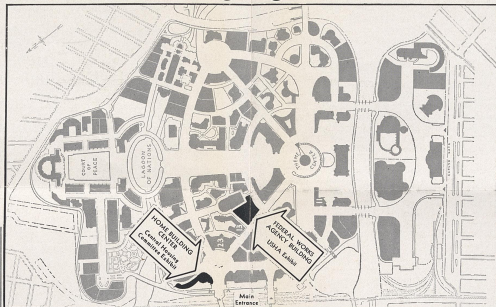 COURT
OF
PEACE
LAGOON
OF NATIONS
HOME BUILDING
CENTER
Central Housing
Committee Exhibit
FEDERAL WORKS
AGENCY BUILDING
USHA Exhibit
23
Main
Entrance